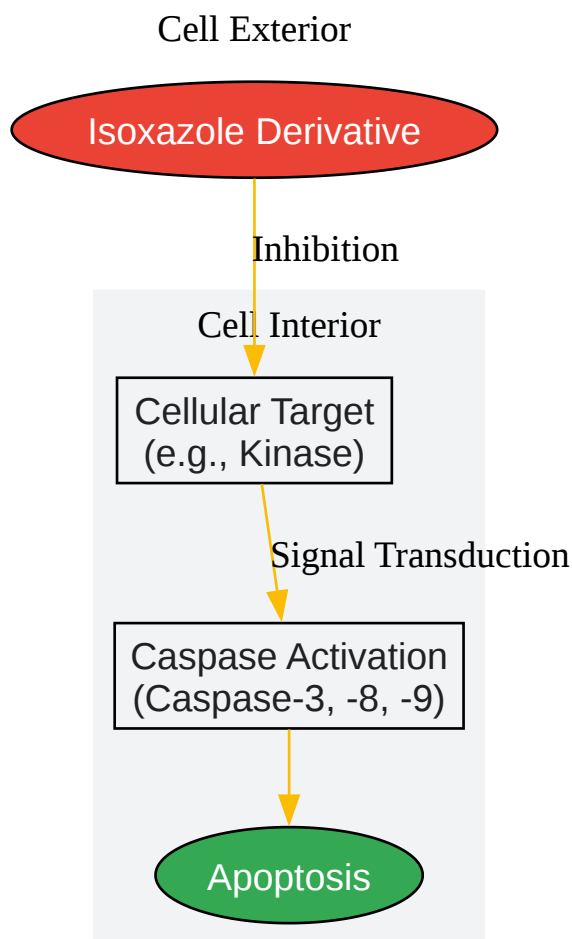 Cell Exterior
Isoxazole Derivative
Inhibition
Cell Interior
Cellular Target
(e.g., Kinase)
Signal Transduction
Caspase Activation
(Caspase-3, -8, -9)
Apoptosis